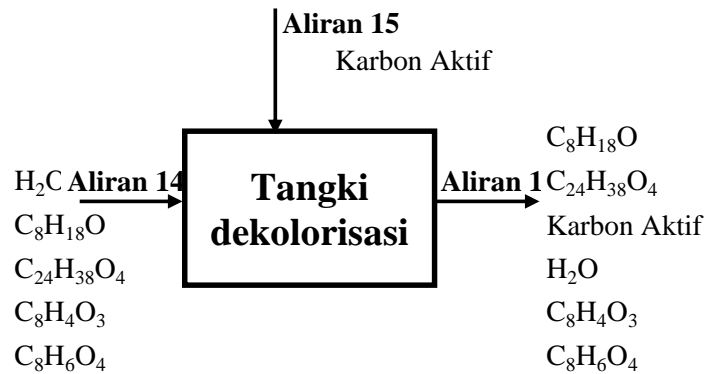 Aliran 15
Karbon Aktif
H₂O Aliran 14
C₈H₁₈O
C₂₄H₃₈O₄
C₈H₄O₃
C₈H₆O₄
Tangki
dekolorisasi
Aliran 1
C₈H₁₈O
C₂₄H₃₈O₄
Karbon Aktif
H₂O
C₈H₄O₃
C₈H₆O₄